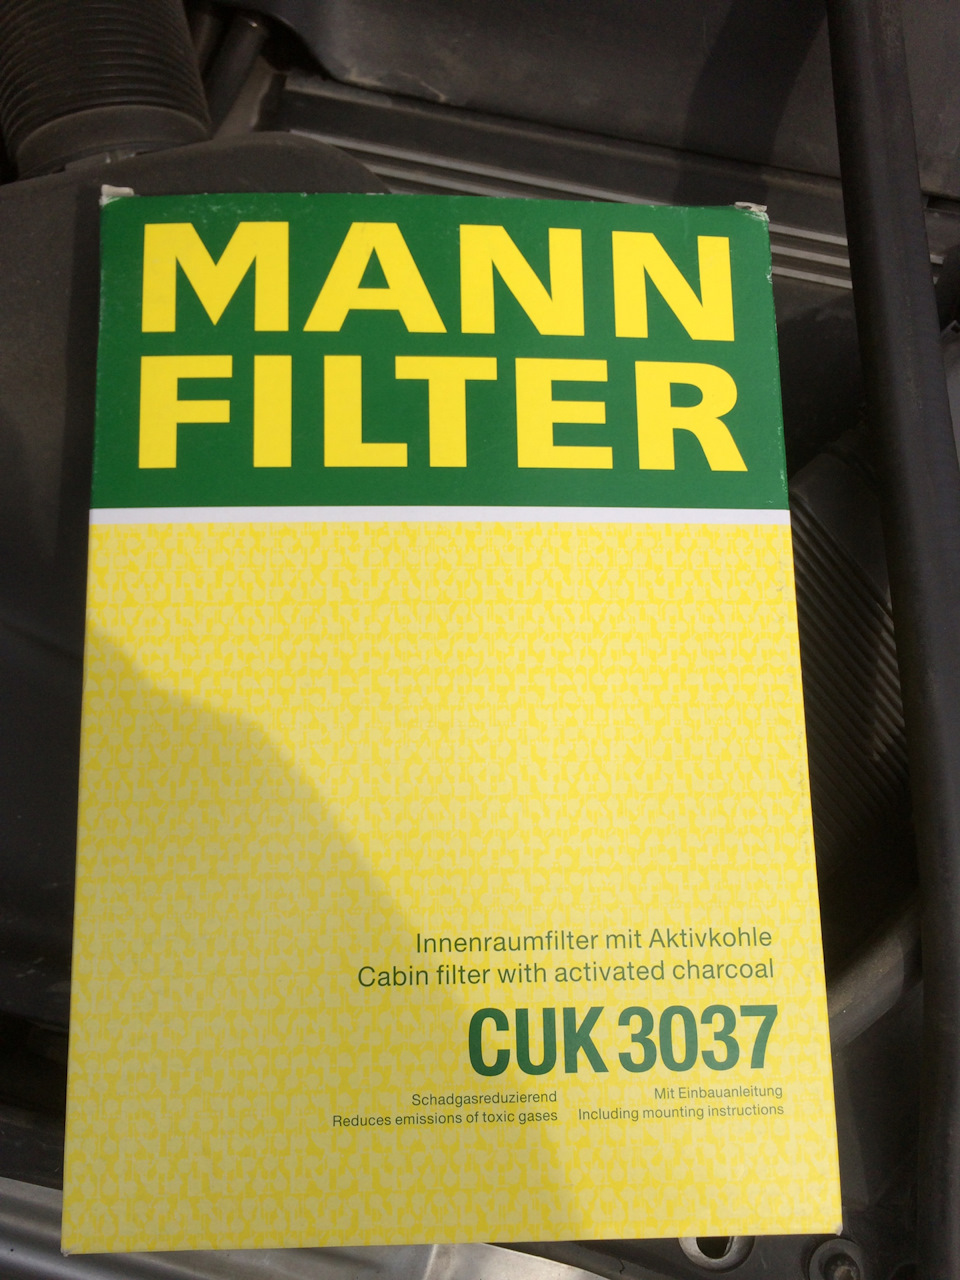 MANN
FILTER
Innenraumfilter mit Aktivkohle
Cabin filter with activated charcoal
CUK 3037
Schadgasreduzierend
Reduces emissions of toxic gases
Mit Einbauanleitung
Including mounting instructions